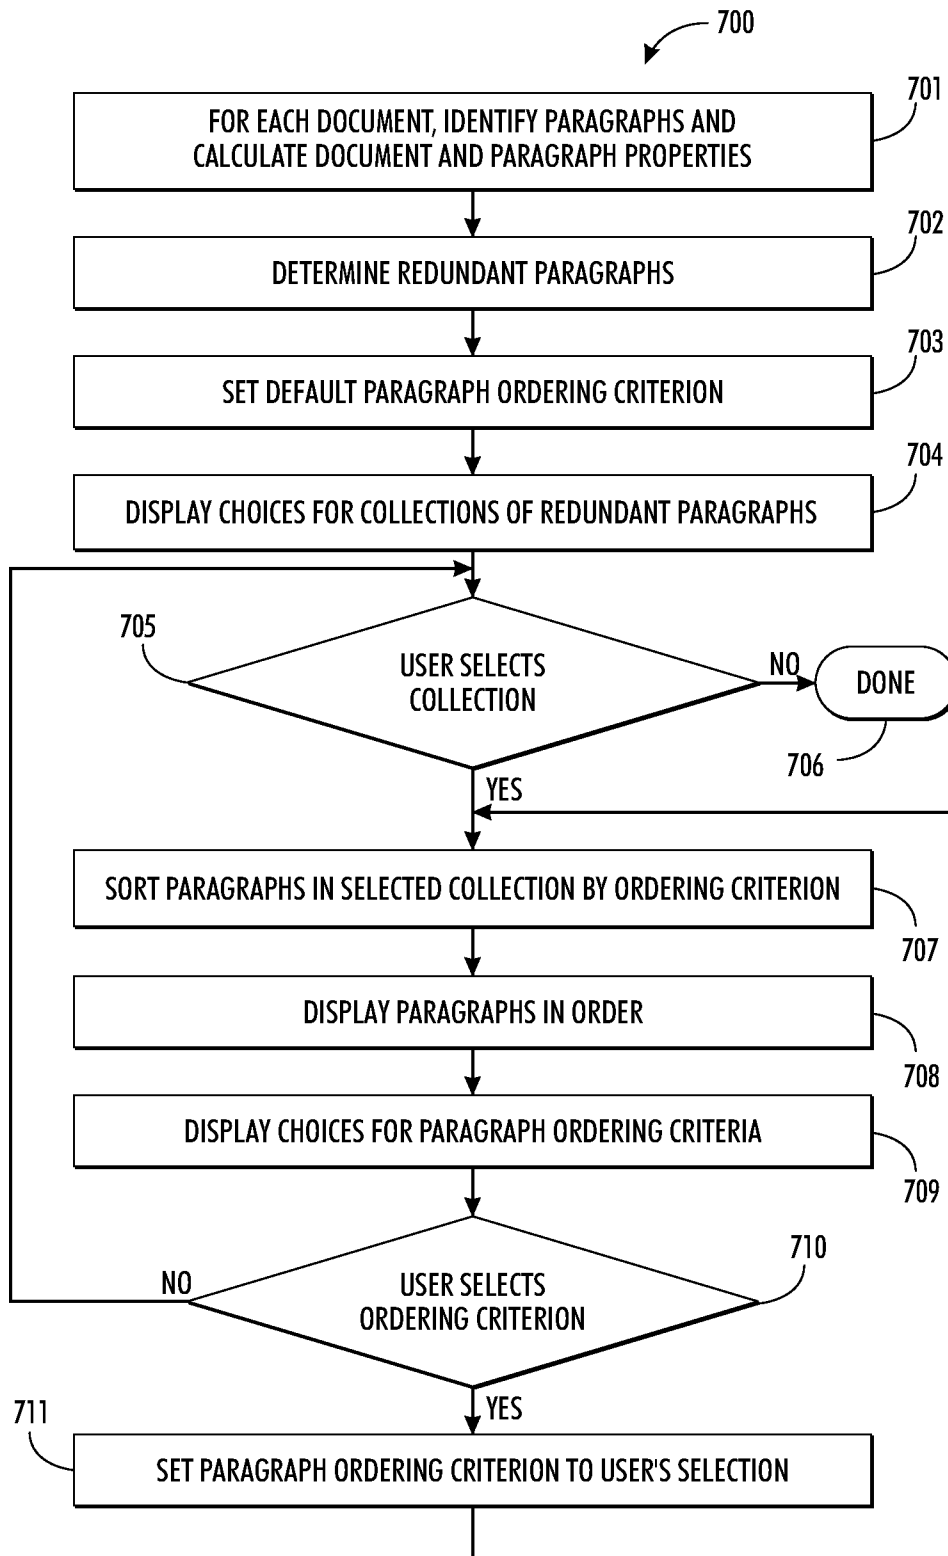 700
701
FOR EACH DOCUMENT, IDENTIFY PARAGRAPHS AND
CALCULATE DOCUMENT AND PARAGRAPH PROPERTIES
702
DETERMINE REDUNDANT PARAGRAPHS
703
SET DEFAULT PARAGRAPH ORDERING CRITERION
704
DISPLAY CHOICES FOR COLLECTIONS OF REDUNDANT PARAGRAPHS
705
USER SELECTS
COLLECTION
NO
DONE
706
YES
SORT PARAGRAPHS IN SELECTED COLLECTION BY ORDERING CRITERION
707
DISPLAY PARAGRAPHS IN ORDER
708
DISPLAY CHOICES FOR PARAGRAPH ORDERING CRITERIA
709
710
NO
USER SELECTS
ORDERING CRITERION
YES
711
SET PARAGRAPH ORDERING CRITERION TO USER'S SELECTION